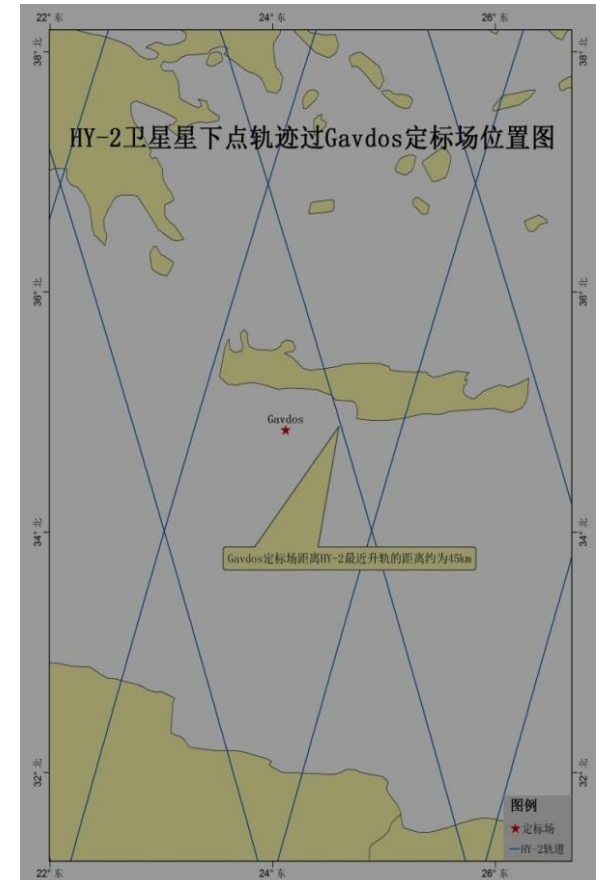 22° 东
24° 东
26° 东
38° 北
38° 北
HY-2卫星星下点轨迹过Gavdos定标场位置图
36° 北
36° 北
Gavdos
34° 北
34° 北
Gavdos定标场距离HY-2最近升轨的距离约为45km
32° 北
32° 北
图例
定标场
HY-2轨道
22° 东
24° 东
26° 东